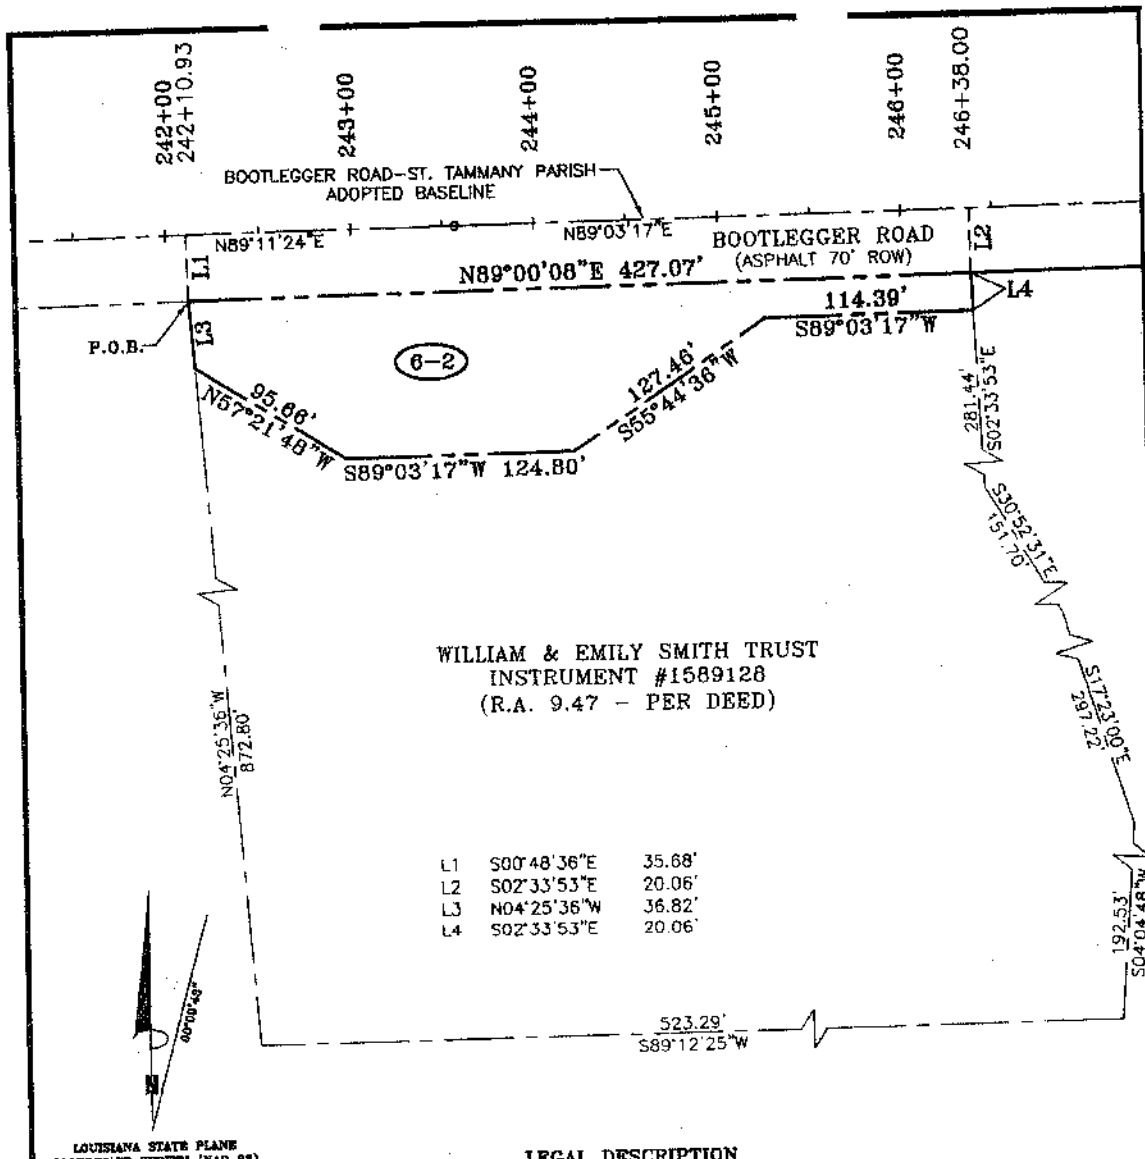 242+00
242+10.93
243+00
244+00
245+00
246+00
246+38.00
BOOTLEGGER ROAD-ST. TAMMANY PARISH
ADOPTED BASELINE
N89°11'24"E
N89°03'17"E
BOOTLEGGER ROAD
(ASPHALT 70' ROW)
L1
L2
N89°00'08"E 427.07'
L4
114.39'
S89°03'17"W
P.O.B.
L3
6-2
95.66'
N57°21'48"W
127.46'
S55°44'36"W
S89°03'17"W 124.80'
281.44'
S02°33'53"E
S30°52'31"E
151.70'
WILLIAM & EMILY SMITH TRUST
INSTRUMENT #1589128
(R.A. 9.47 - PER DEED)
N04°25'36"W
872.80'
S17°23'00"E
297.22'
L1 S00°48'36"E 35.68'
L2 S02°33'53"E 20.06'
L3 N04°25'36"W 36.82'
L4 S02°33'53"E 20.06'
192.53'
S04°04'48"W
523.29'
S89°12'25"W
LOUISIANA STATE PLANE
LEGAL DESCRIPTION